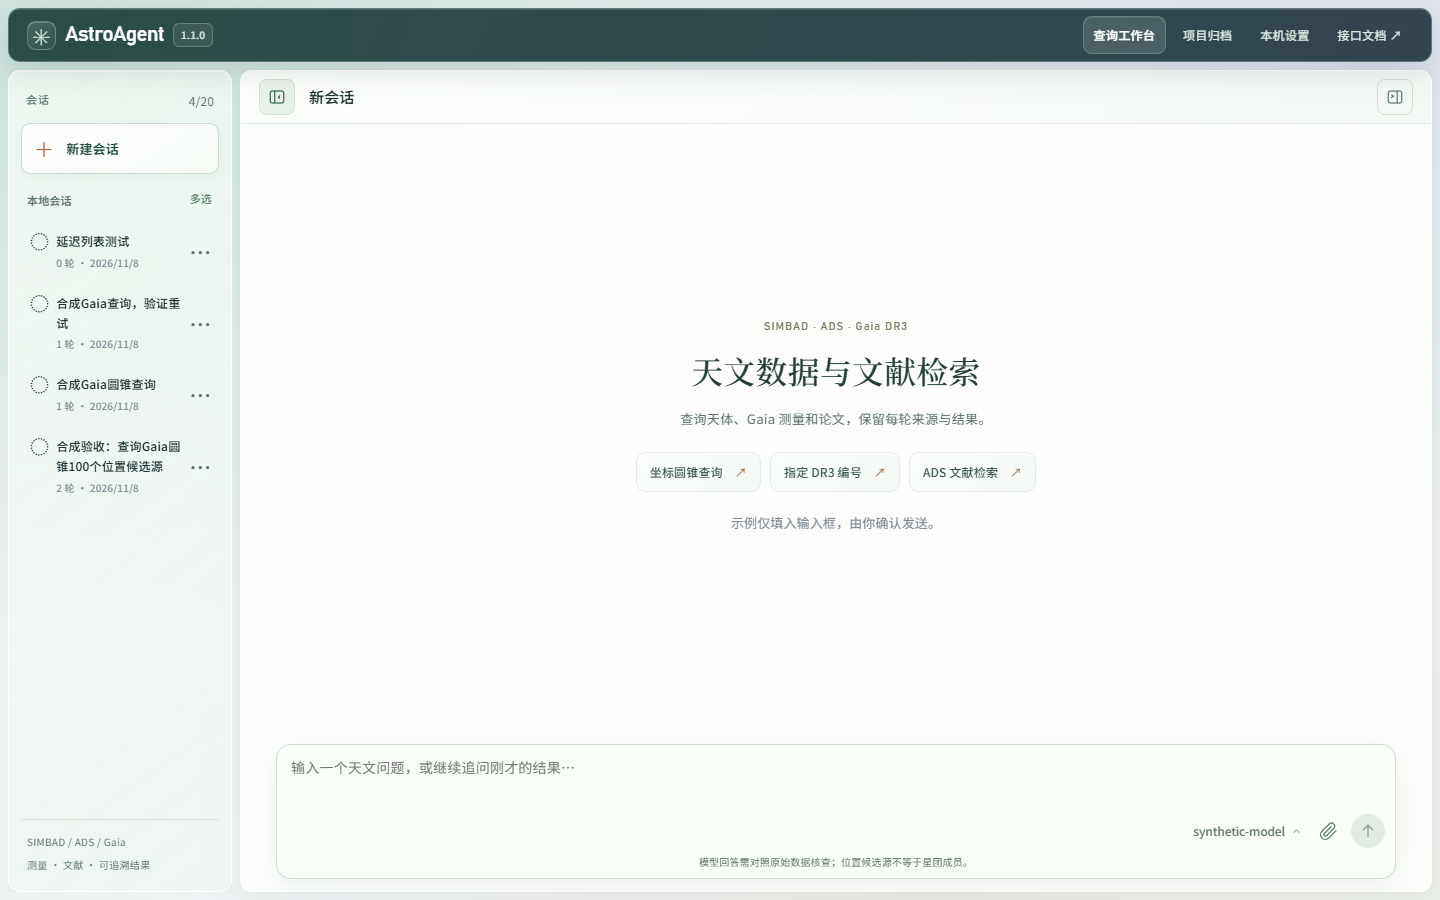 AstroAgent 1.1.0
查询工作台 项目归档 本机设置 接口文档 ↗
会话 4/20
新建会话
本地会话 多选
延迟列表测试
0 轮 · 2026/11/8
合成Gaia查询，验证重
试
1 轮 · 2026/11/8
合成Gaia圆锥查询
1 轮 · 2026/11/8
合成验收：查询Gaia圆
锥100个位置候选源
2 轮 · 2026/11/8
SIMBAD / ADS / Gaia
测量 · 文献 · 可追溯结果
新会话
SIMBAD · ADS · Gaia DR3
天文数据与文献检索
查询天体、Gaia 测量和论文，保留每轮来源与结果。
坐标圆锥查询 ↗ 指定 DR3 编号 ↗ ADS 文献检索 ↗
示例仅填入输入框，由你确认发送。
输入一个天文问题，或继续追问刚才的结果…
synthetic-model
模型回答需对照原始数据核查；位置候选源不等于星团成员。